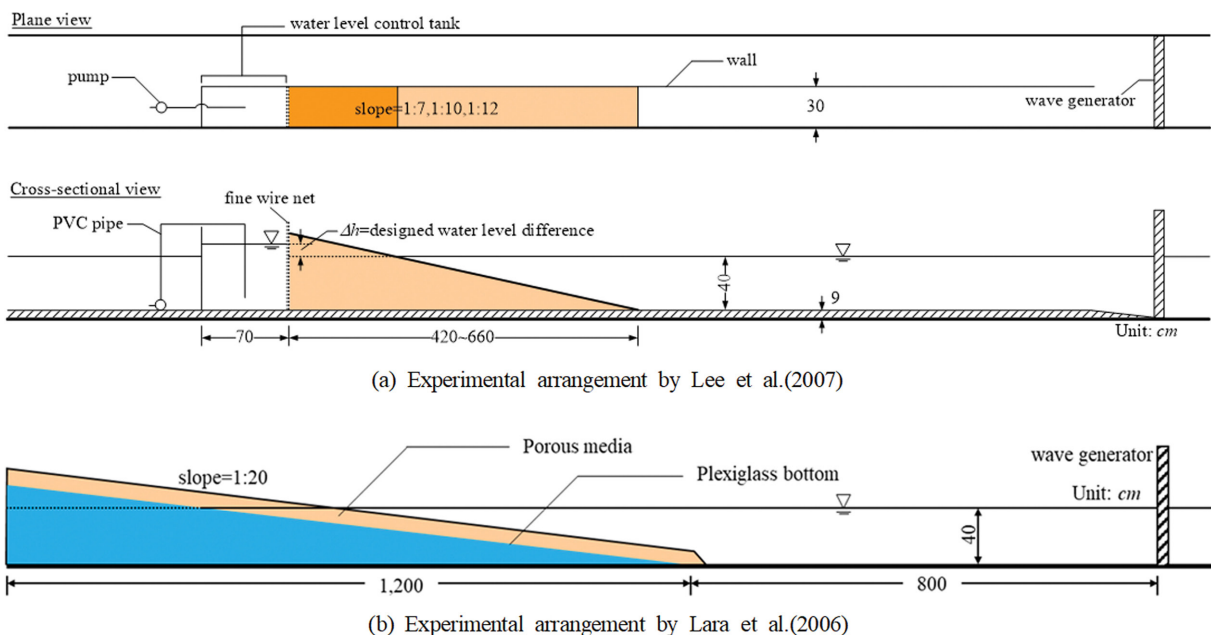 Plane view
water level control tank
pump
wall
slope=1:7,1:10,1:12
30
wave generator
Cross-sectional view
fine wire net
PVC pipe
Δh=designed water level difference
40
9
Unit: cm
70
420~660
(a) Experimental arrangement by Lee et al.(2007)
Porous media
wave generator
slope=1:20
Plexiglass bottom
Unit: cm
40
1,200
800
(b) Experimental arrangement by Lara et al.(2006)